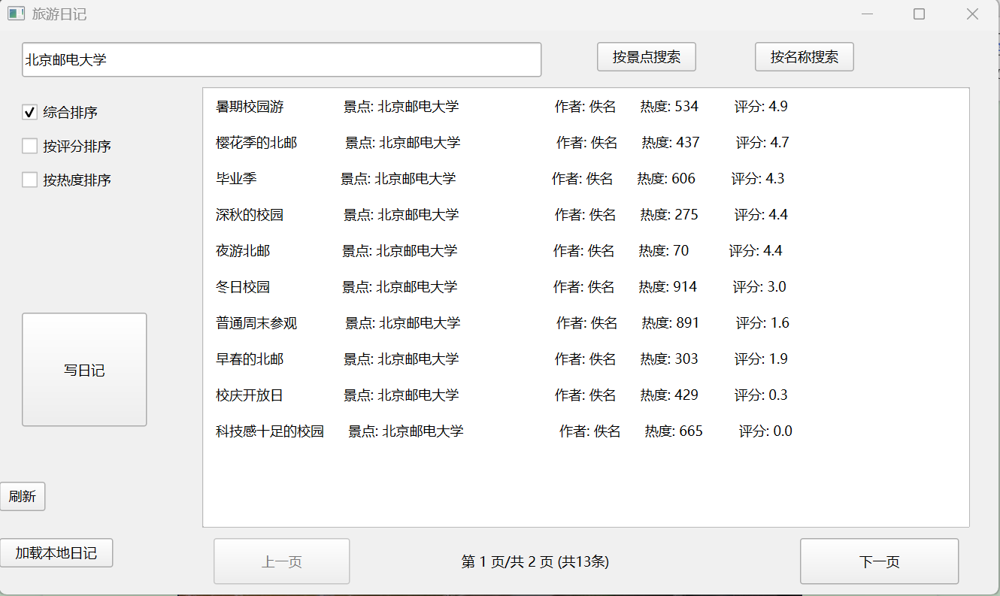 旅游日记
北京邮电大学 按景点搜索 按名称搜索
综合排序
按评分排序
按热度排序
暑期校园游 景点: 北京邮电大学 作者: 佚名 热度: 534 评分: 4.9
樱花季的北邮 景点: 北京邮电大学 作者: 佚名 热度: 437 评分: 4.7
毕业季 景点: 北京邮电大学 作者: 佚名 热度: 606 评分: 4.3
深秋的校园 景点: 北京邮电大学 作者: 佚名 热度: 275 评分: 4.4
夜游北邮 景点: 北京邮电大学 作者: 佚名 热度: 70 评分: 4.4
冬日校园 景点: 北京邮电大学 作者: 佚名 热度: 914 评分: 3.0
普通周末参观 景点: 北京邮电大学 作者: 佚名 热度: 891 评分: 1.6
早春的北邮 景点: 北京邮电大学 作者: 佚名 热度: 303 评分: 1.9
校庆开放日 景点: 北京邮电大学 作者: 佚名 热度: 429 评分: 0.3
科技感十足的校园 景点: 北京邮电大学 作者: 佚名 热度: 665 评分: 0.0
写日记
刷新
加载本地日记
上一页 第 1 页/共 2 页 (共13条) 下一页